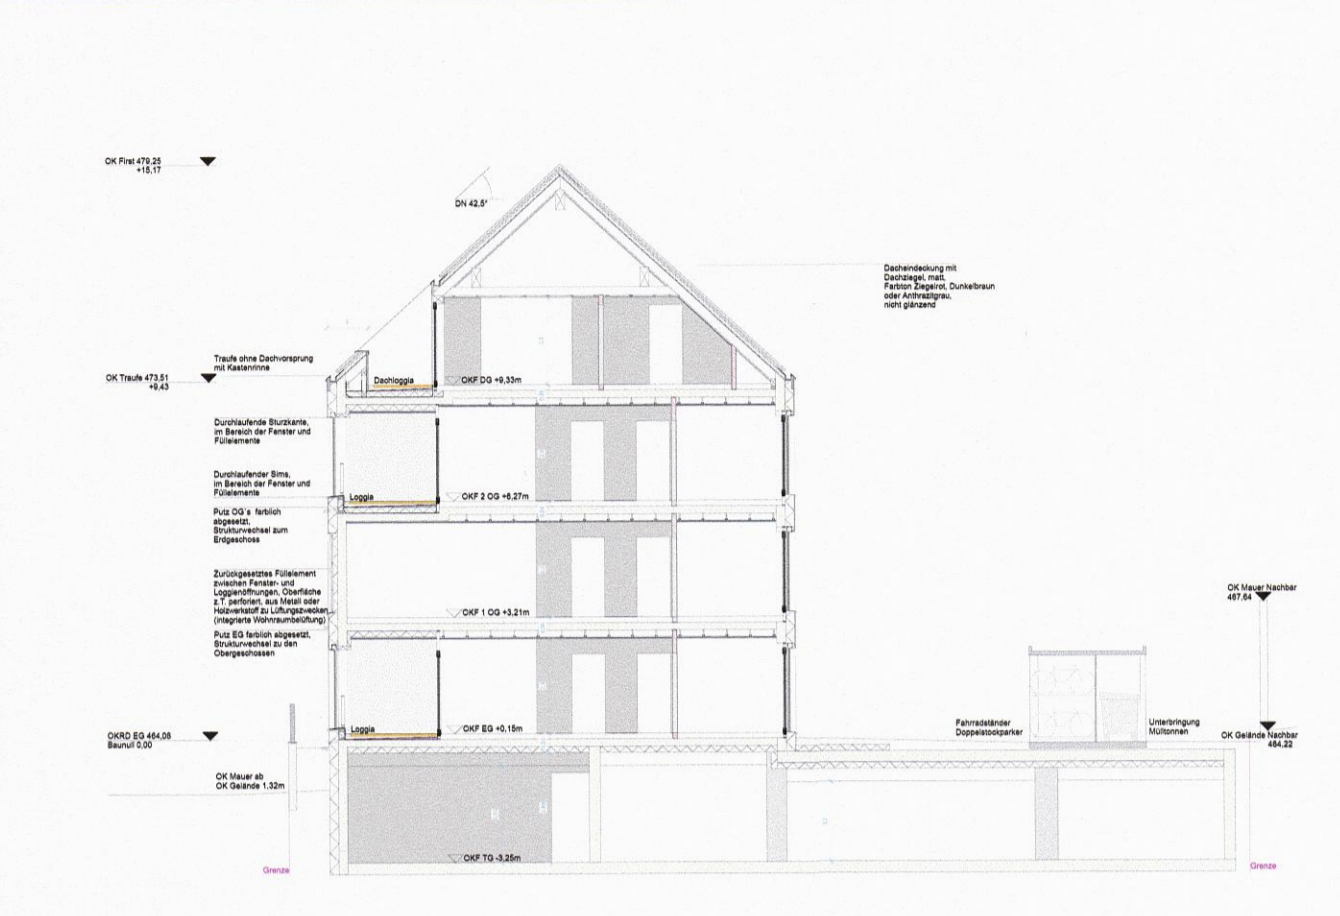 OK First 479,25
+15,17
DN 42,5°
Dacheindeckung mit
Dachziegel, matt,
Farbton Ziegelrot, Dunkelbraun
oder Anthrazitgrau,
nicht glänzend
Traufe ohne Dachvorsprung
mit Kastenrinne
OK Traufe 473,51
+9,43
Dachloggia
OKF DG +9,33m
Durchlaufende Sturzkante,
im Bereich der Fenster und
Füllelemente
Durchlaufender Sims,
im Bereich der Fenster und
Füllelemente
Loggia
OKF 2 OG +6,27m
Putz OG´s farblich
abgesetzt,
Strukturwechsel zum
Erdgeschoss
Zurückgesetztes Füllelement
zwischen Fenster- und
Loggienöffnungen, Oberfläche
z.T. perforiert, aus Metall oder
Holzwerkstoff zu Lüftungszwecken
(integrierte Wohnraumbelüftung)
OKF 1 OG +3,21m
OK Mauer Nachbar
467,64
Putz EG farblich abgesetzt,
Strukturwechsel zu den
Obergeschossen
Loggia
OKF EG +0,15m
OKRD EG 464,08
Baunull 0,00
Fahrradständer
Doppelstockparker
Unterbringung
Mülltonnen
OK Gelände Nachbar
464,22
OK Mauer ab
OK Gelände 1,32m
OKF TG -3,25m
Grenze
Grenze